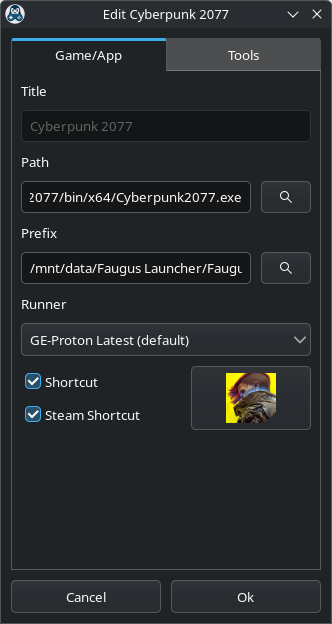 Edit Cyberpunk 2077
Game/App
Tools
Title
Cyberpunk 2077
Path
2077/bin/x64/Cyberpunk2077.exe
Prefix
/mnt/data/Faugus Launcher/Faugu
Runner
GE-Proton Latest (default)
Shortcut
Steam Shortcut
Cancel
Ok